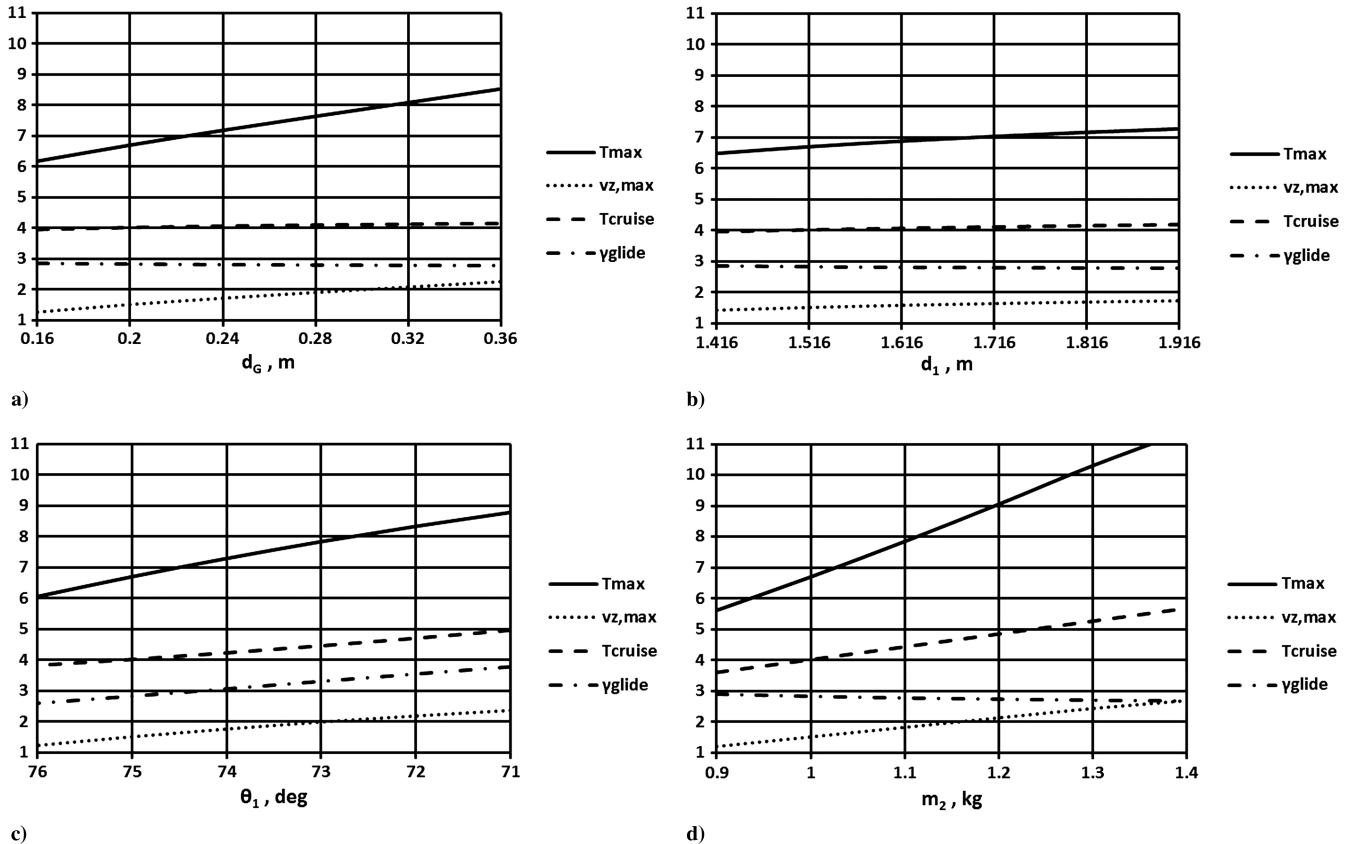 11
10
9
8
7
6
5
4
3
2
1
0.16 0.2 0.24 0.28 0.32 0.36
dG , m
Tmax
vz,max
Tcruise
γglide
a)
11
10
9
8
7
6
5
4
3
2
1
1.416 1.516 1.616 1.716 1.816 1.916
d1 , m
Tmax
vz,max
Tcruise
γglide
b)
11
10
9
8
7
6
5
4
3
2
1
76 75 74 73 72 71
θ1 , deg
Tmax
vz,max
Tcruise
γglide
c)
11
10
9
8
7
6
5
4
3
2
1
0.9 1 1.1 1.2 1.3 1.4
m2 , kg
Tmax
vz,max
Tcruise
γglide
d)